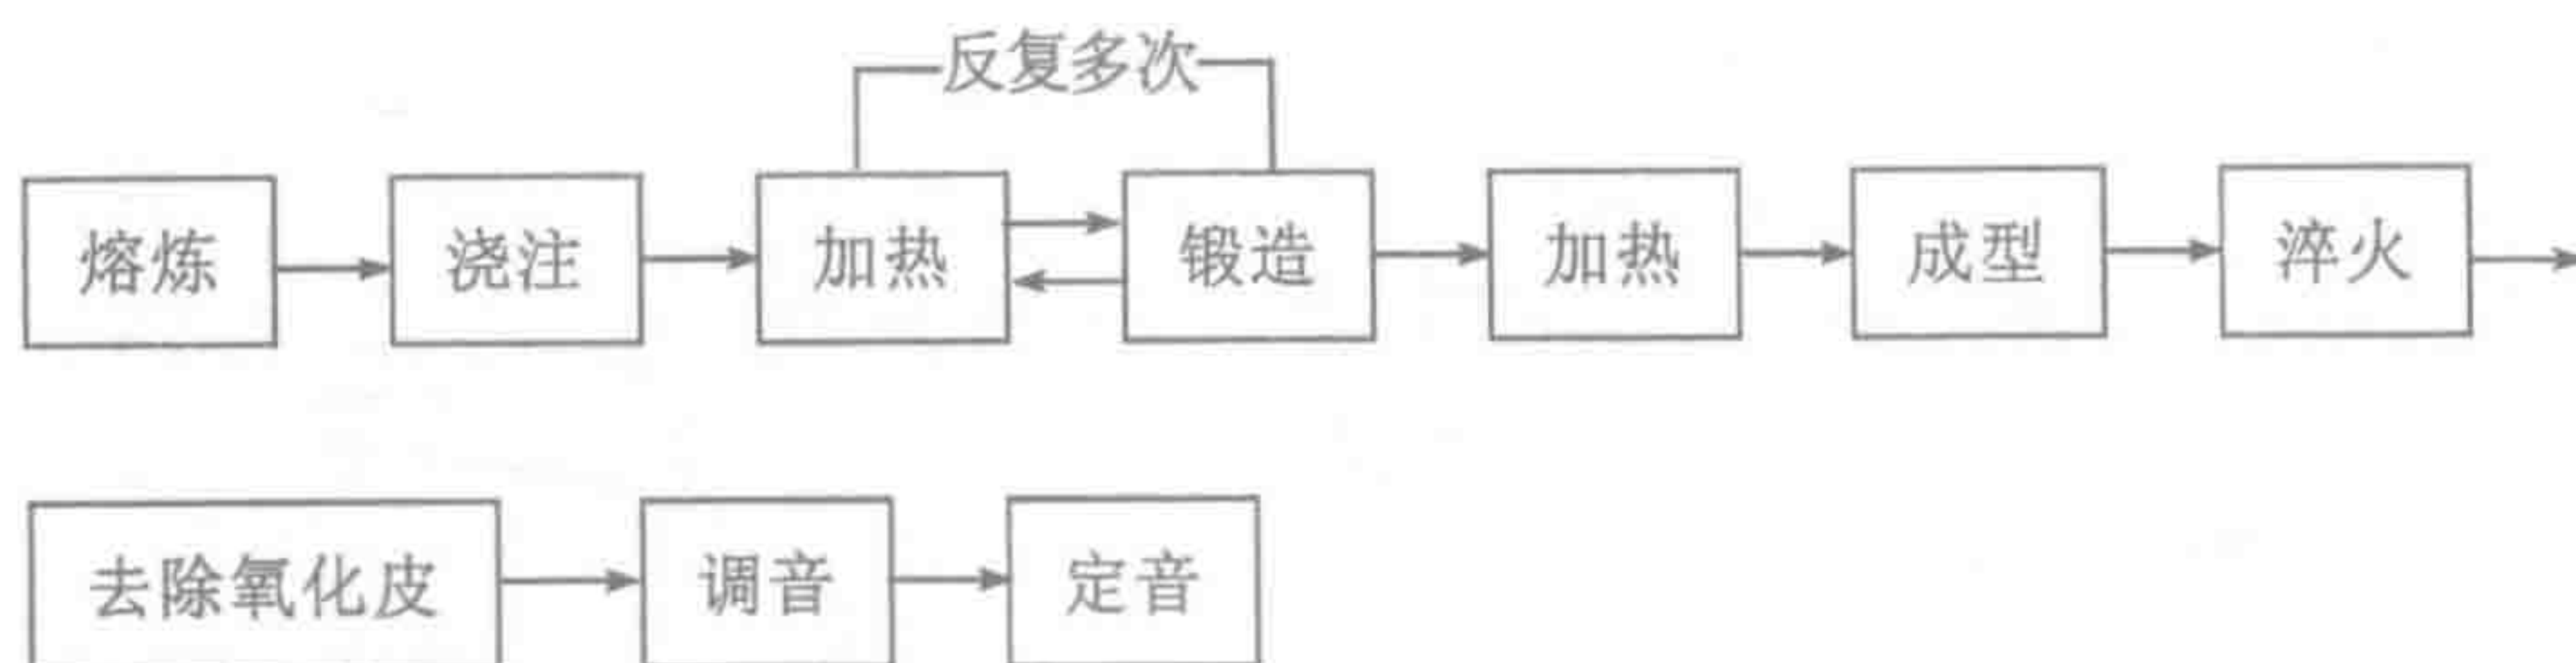 反复多次
熔炼 浇注 加热 锻造 加热 成型 淬火
去除氧化皮 调音 定音